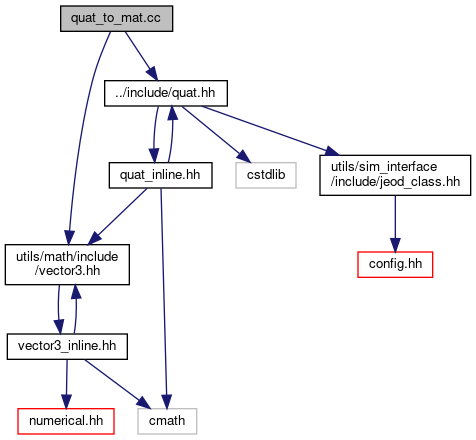 quat_to_mat.cc
../include/quat.hh
quat_inline.hh
cstdlib
utils/sim_interface
/include/jeod_class.hh
utils/math/include
/vector3.hh
config.hh
vector3_inline.hh
numerical.hh
cmath